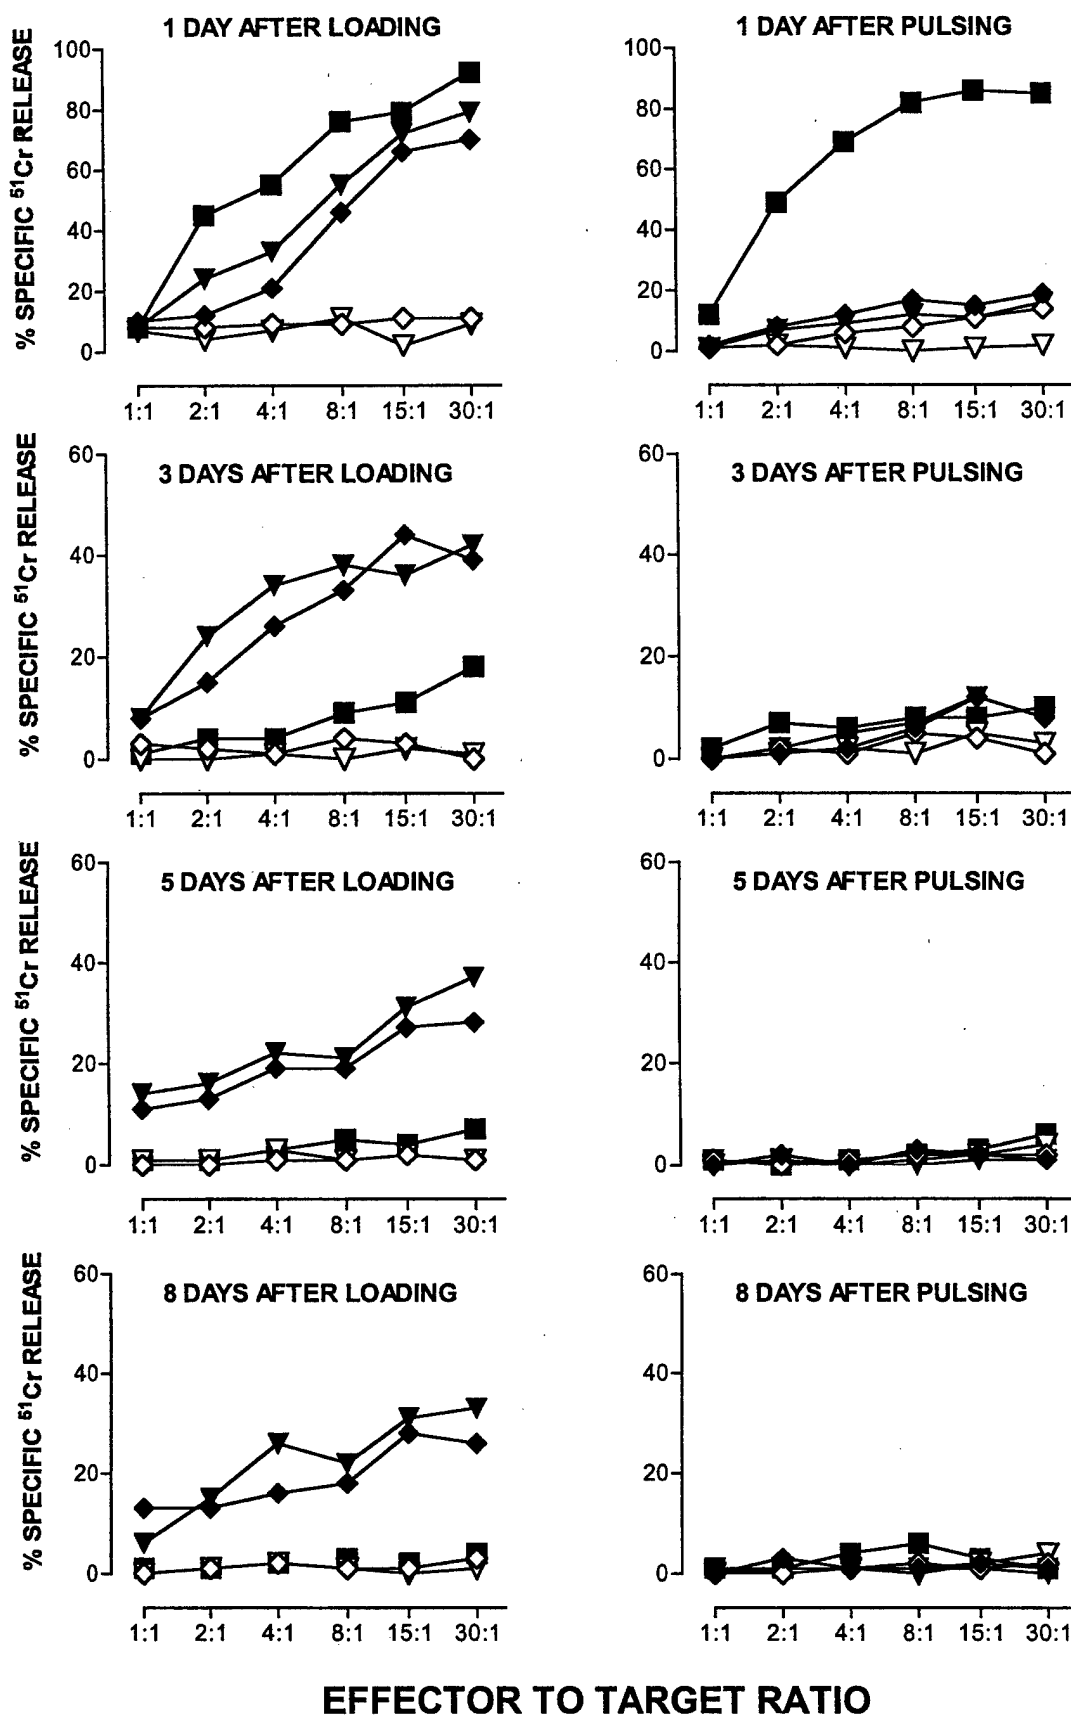 1 DAY AFTER LOADING
1 DAY AFTER PULSING
% SPECIFIC 51Cr RELEASE
100
80
60
40
20
0
1:1 2:1 4:1 8:1 15:1 30:1
100
80
60
40
20
0
1:1 2:1 4:1 8:1 15:1 30:1
3 DAYS AFTER LOADING
3 DAYS AFTER PULSING
% SPECIFIC 51Cr RELEASE
60
40
20
0
1:1 2:1 4:1 8:1 15:1 30:1
60
40
20
0
1:1 2:1 4:1 8:1 15:1 30:1
5 DAYS AFTER LOADING
5 DAYS AFTER PULSING
% SPECIFIC 51Cr RELEASE
60
40
20
0
1:1 2:1 4:1 8:1 15:1 30:1
60
40
20
0
1:1 2:1 4:1 8:1 15:1 30:1
8 DAYS AFTER LOADING
8 DAYS AFTER PULSING
% SPECIFIC 51Cr RELEASE
60
40
20
0
1:1 2:1 4:1 8:1 15:1 30:1
60
40
20
0
1:1 2:1 4:1 8:1 15:1 30:1
EFFECTOR TO TARGET RATIO